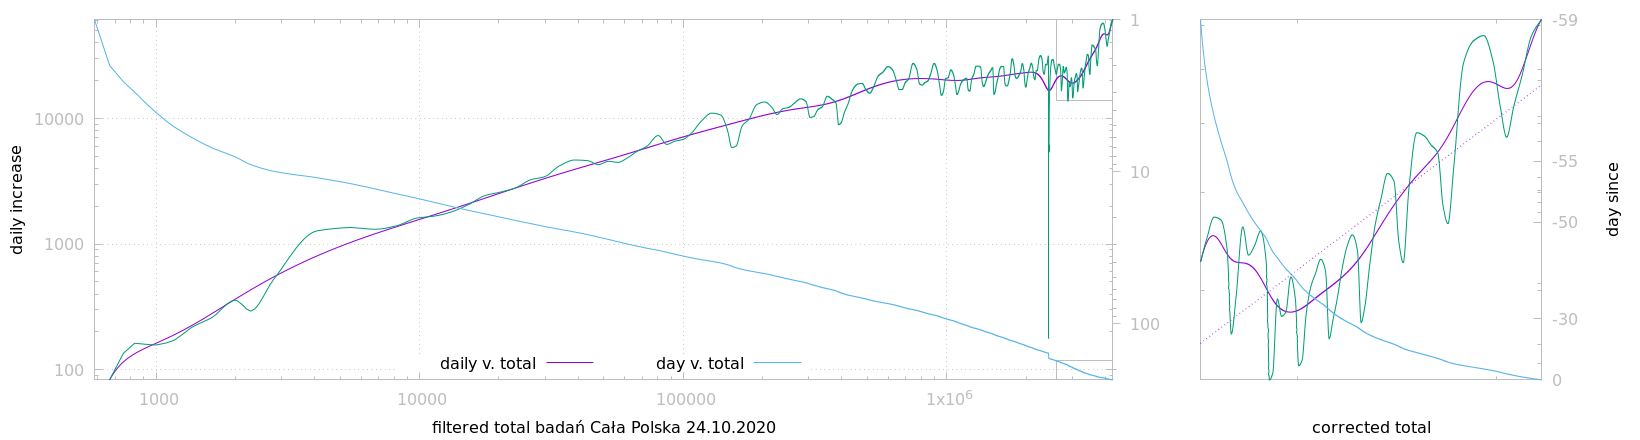 daily increase
10000
1000
100
1000
10000
100000
1x10⁶
1
10
100
daily v. total
day v. total
filtered total badań Cała Polska 24.10.2020
-59
-55
-50
-30
0
day since
corrected total